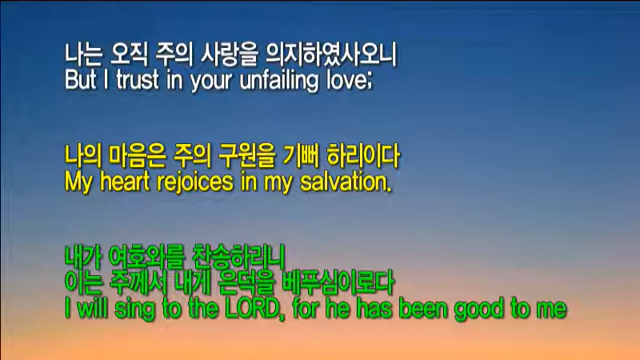 나는 오직 주의 사랑을 의지하였사오니
But I trust in your unfailing love;
나의 마음은 주의 구원을 기뻐 하리이다
My heart rejoices in my salvation.
내가 여호와를 찬송하리니
이는 주께서 내게 은덕을 베푸심이로다
I will sing to the LORD, for he has been good to me